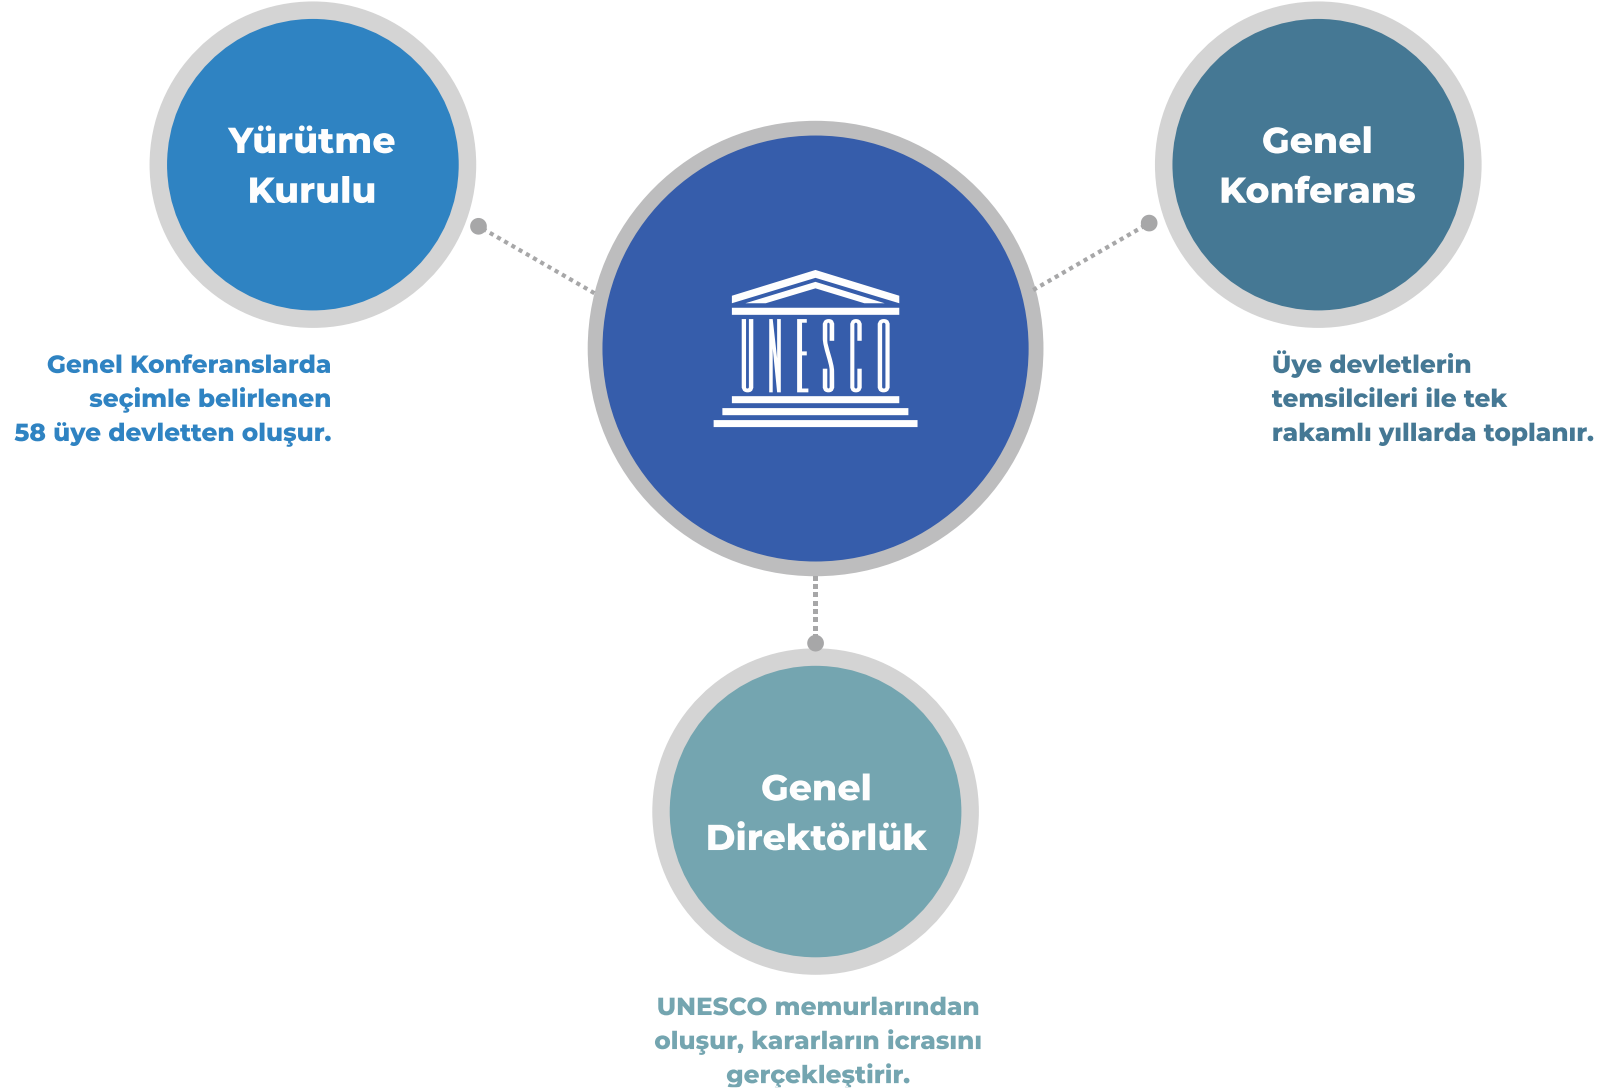 Yürütme
Kurulu
Genel Konferanslarda
seçimle belirlenen
58 üye devletten oluşur.
UNESCO
Genel
Konferans
Üye devletlerin
temsilcileri ile tek
rakamlı yıllarda toplanır.
Genel
Direktörlük
UNESCO memurlarından
oluşur, kararların icrasını
gerçekleştirir.